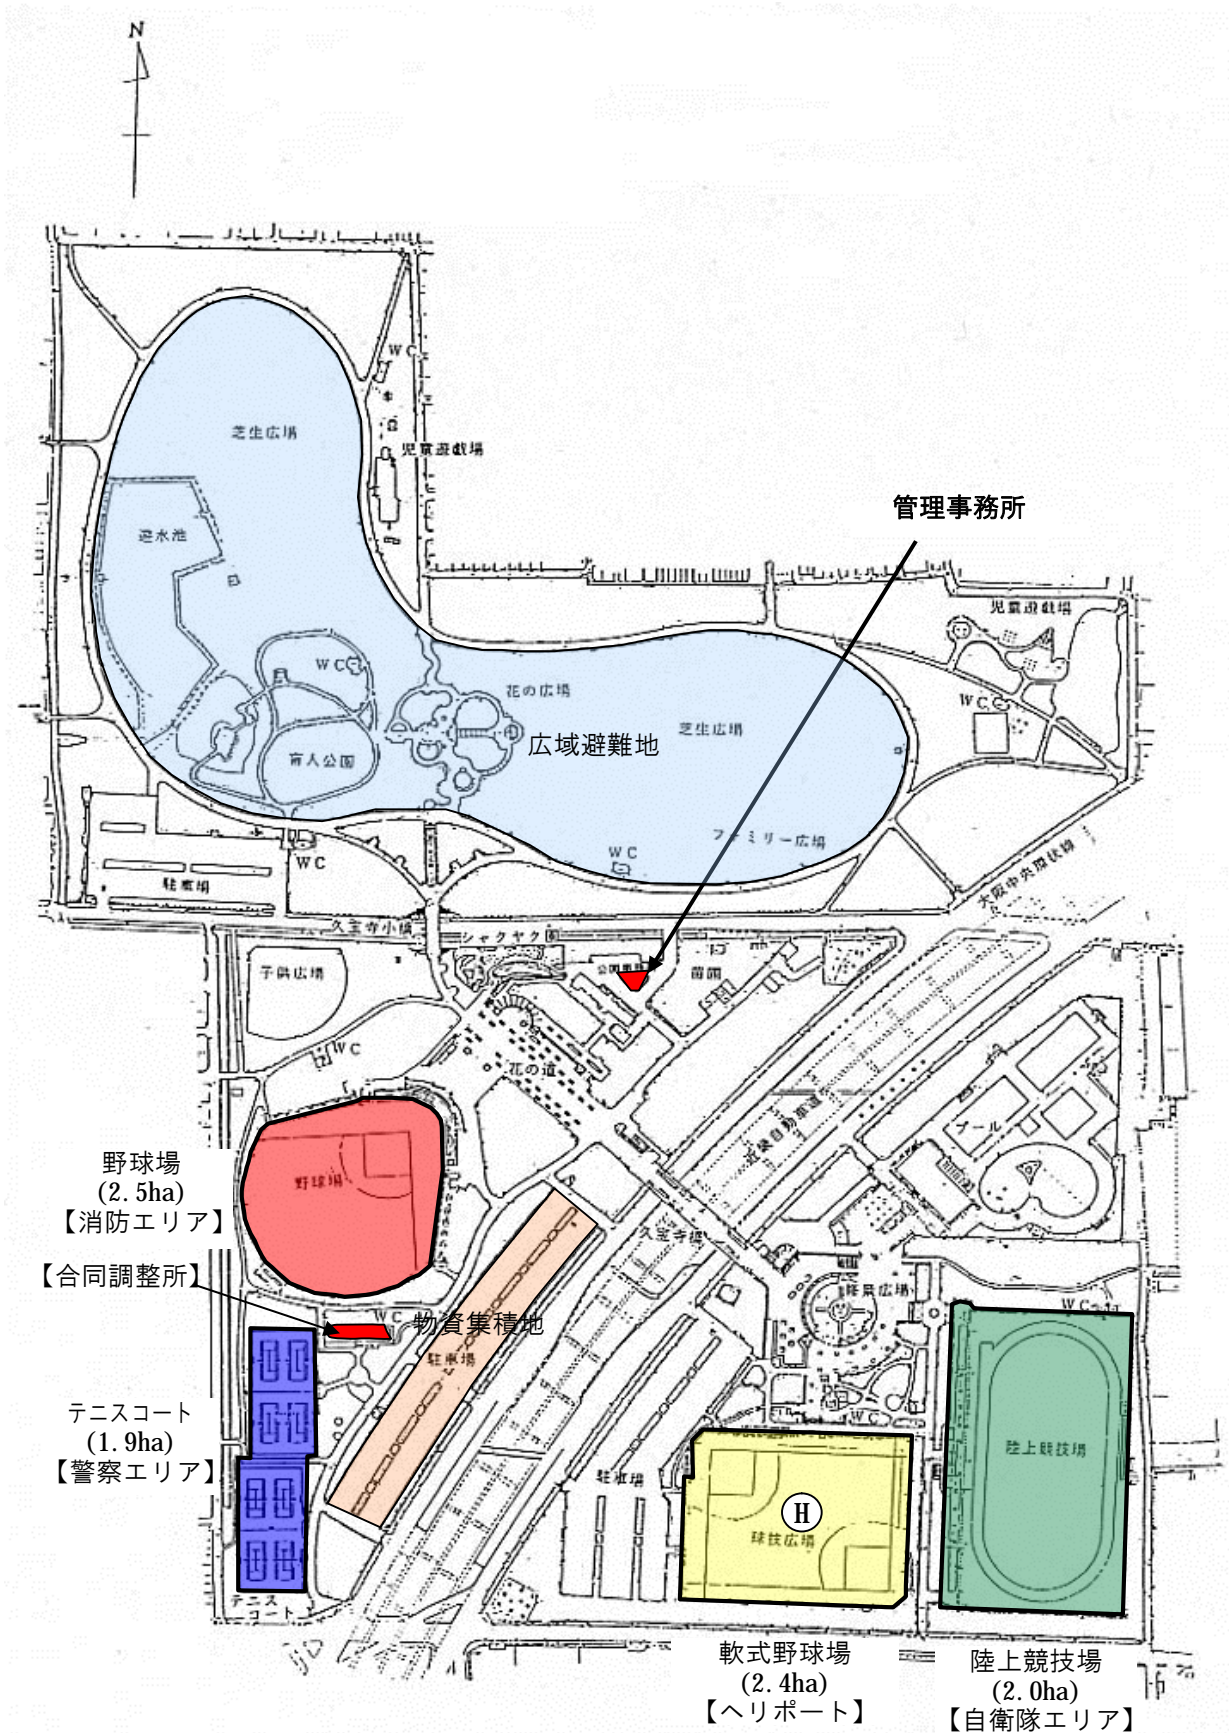 N
WC
芝生広場
児童遊戯場
管理事務所
遊水池
児童遊戯場
WC
花の広場
WC
芝生広場
広域避難地
盲人公園
ファミリー広場
WC
WC
駐車場
大阪中央環状線
久宝寺小橋
シャクヤク園
子供広場
苗圃
WC
花の道
近畿自動車道
プール
野球場
(2.5ha)
【消防エリア】
野球場
久宝寺橋
【合同調整所】
WC
物資集積地
駐車場
修景広場
WC
テニスコート
(1.9ha)
【警察エリア】
WC
陸上競技場
駐車場
H
球技広場
テニス
コート
軟式野球場
(2.4ha)
【ヘリポート】
陸上競技場
(2.0ha)
【自衛隊エリア】